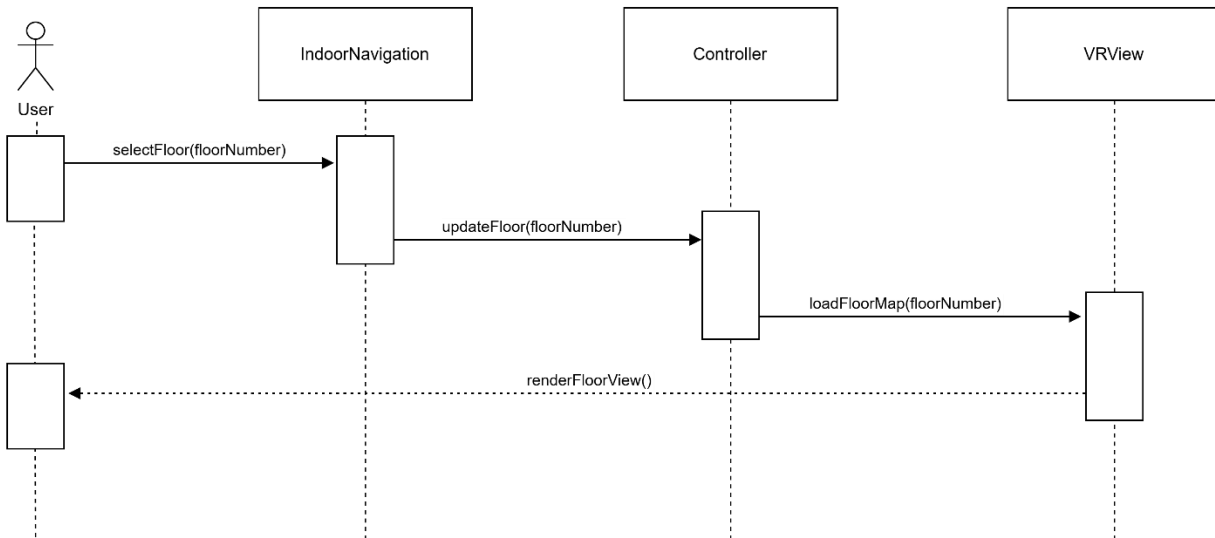 IndoorNavigation
Controller
VRView
User
selectFloor(floorNumber)
updateFloor(floorNumber)
loadFloorMap(floorNumber)
renderFloorView()